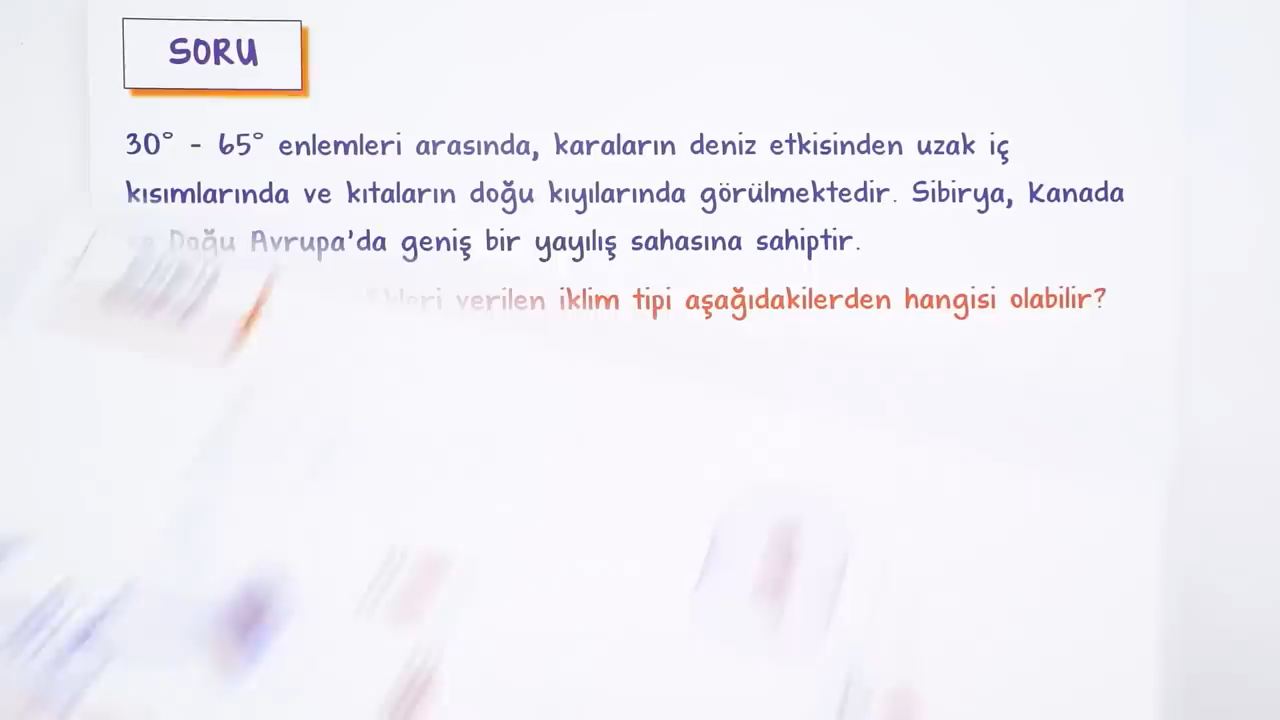 SORU
30° - 65° enlemleri arasında, karaların deniz etkisinden uzak iç
kısımlarında ve kıtaların doğu kıyılarında görülmektedir. Sibirya, Kanada
Doğu Avrupa'da geniş bir yayılış sahasına sahiptir.
verilen iklim tipi aşağıdakilerden hangisi olabilir?